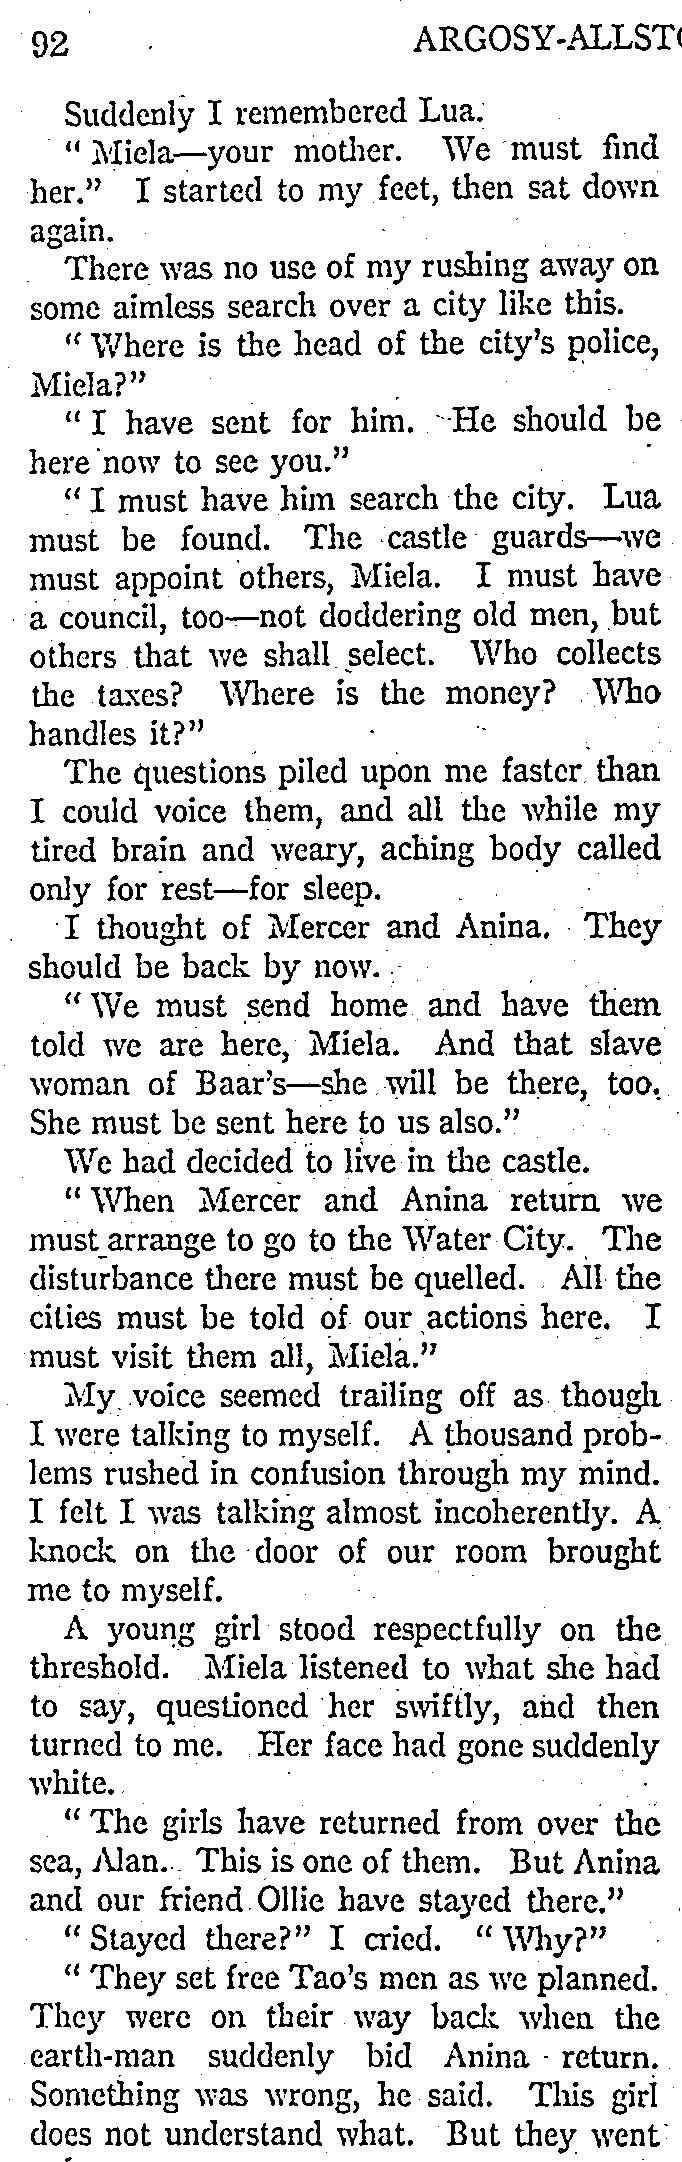 92 ARGOSY-ALLST
Suddenly I remembered Lua.
“ Miela—your mother. We must find
her.” I started to my feet, then sat down
again.
There was no use of my rushing away on
some aimless search over a city like this.
“ Where is the head of the city's police,
Miela?”
“ I have sent for him. He should be
here now to see you.”
“ I must have him search the city. Lua
must be found. The castle guards—we
must appoint others, Miela. I must have
a council, too—not doddering old men, but
others that we shall select. Who collects
the taxes? Where is the money? Who
handles it?”
The questions piled upon me faster than
I could voice them, and all the while my
tired brain and weary, aching body called
only for rest—for sleep.
I thought of Mercer and Anina. They
should be back by now.
“ We must send home and have them
told we are here, Miela. And that slave
woman of Baar's—she will be there, too.
She must be sent here to us also.”
We had decided to live in the castle.
“ When Mercer and Anina return we
must arrange to go to the Water City. The
disturbance there must be quelled. All the
cities must be told of our actions here. I
must visit them all, Miela.”
My voice seemed trailing off as though
I were talking to myself. A thousand prob-
lems rushed in confusion through my mind.
I felt I was talking almost incoherently. A
knock on the door of our room brought
me to myself.
A young girl stood respectfully on the
threshold. Miela listened to what she had
to say, questioned her swiftly, and then
turned to me. Her face had gone suddenly
white.
“ The girls have returned from over the
sea, Alan. This is one of them. But Anina
and our friend Ollie have stayed there.”
“ Stayed there?” I cried. “ Why?”
“ They set free Tao's men as we planned.
They were on their way back when the
earth-man suddenly bid Anina return.
Something was wrong, he said. This girl
does not understand what. But they went